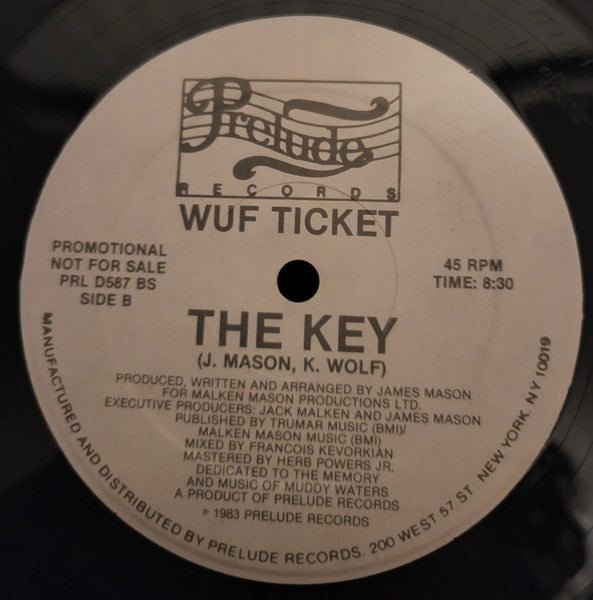 Prelude
RECORDS
WUF TICKET
PROMOTIONAL
NOT FOR SALE
PRL D587 BS
SIDE B
45 RPM
TIME: 8:30
THE KEY
(J. MASON, K. WOLF)
PRODUCED, WRITTEN AND ARRANGED BY JAMES MASON
FOR MALKEN MASON PRODUCTIONS LTD.
EXECUTIVE PRODUCERS: JACK MALKEN AND JAMES MASON
PUBLISHED BY TRUMAR MUSIC (BMI)/
MALKEN MASON MUSIC (BMI)
MIXED BY FRANCOIS KEVORKIAN
MASTERED BY HERB POWERS JR.
DEDICATED TO THE MEMORY
AND MUSIC OF MUDDY WATERS
A PRODUCT OF PRELUDE RECORDS
℗ 1983 PRELUDE RECORDS
MANUFACTURED AND DISTRIBUTED BY PRELUDE RECORDS, 200 WEST 57 ST. NEW YORK, NY 10019